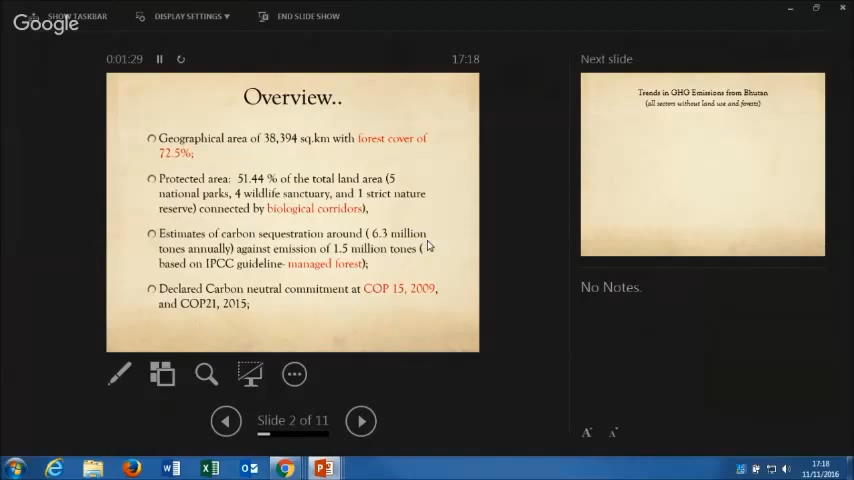 SHOW TASKBAR
DISPLAY SETTINGS ▼
END SLIDE SHOW
Google
0:01:29
17:18
Next slide
Overview..
Geographical area of 38,394 sq.km with forest cover of
72.5%;
Protected area: 51.44 % of the total land area (5
national parks, 4 wildlife sanctuary, and 1 strict nature
reserve) connected by biological corridors),
Estimates of carbon sequestration around ( 6.3 million
tones annually) against emission of 1.5 million tones (
based on IPCC guideline- managed forest);
Declared Carbon neutral commitment at COP 15, 2009,
and COP21, 2015;
Trends in GHG Emissions from Bhutan
(all sectors without land use and forests)
No Notes.
Slide 2 of 11
A A
17:18
11/11/2016